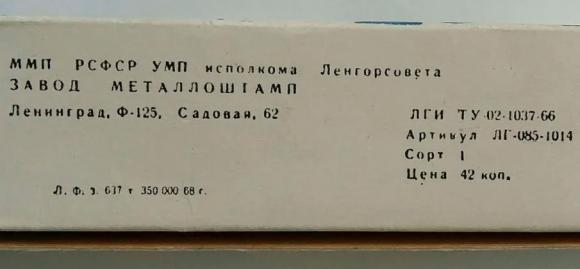 ММП РСФСР УМП исполкома Ленгорсовета
ЗАВОД МЕТАЛЛОШТАМП
Ленинград, Ф-125, Садовая, 62
ЛГИ ТУ-02-1037-66
Артикул ЛГ-085-1014
Сорт 1
Цена 42 коп.
Л. Ф. з. 637 т 350 000 68 г.